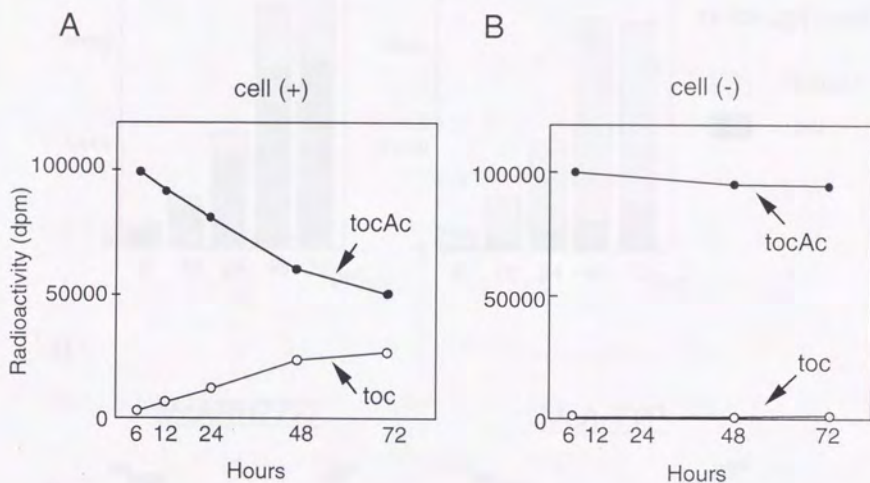 A
cell (+)
Radioactivity (dpm)
100000
50000
0
tocAc
toc
6 12 24 48 72
Hours
B
cell (-)
100000
50000
0
tocAc
toc
6 12 24 48 72
Hours